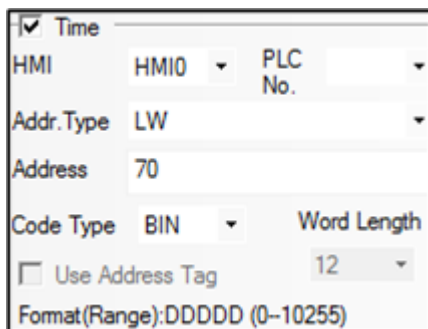 Time
HMI HMI0 PLC No.
Addr.Type LW
Address 70
Code Type BIN Word Length
Use Address Tag 12
Format(Range):DDDDD (0--10255)